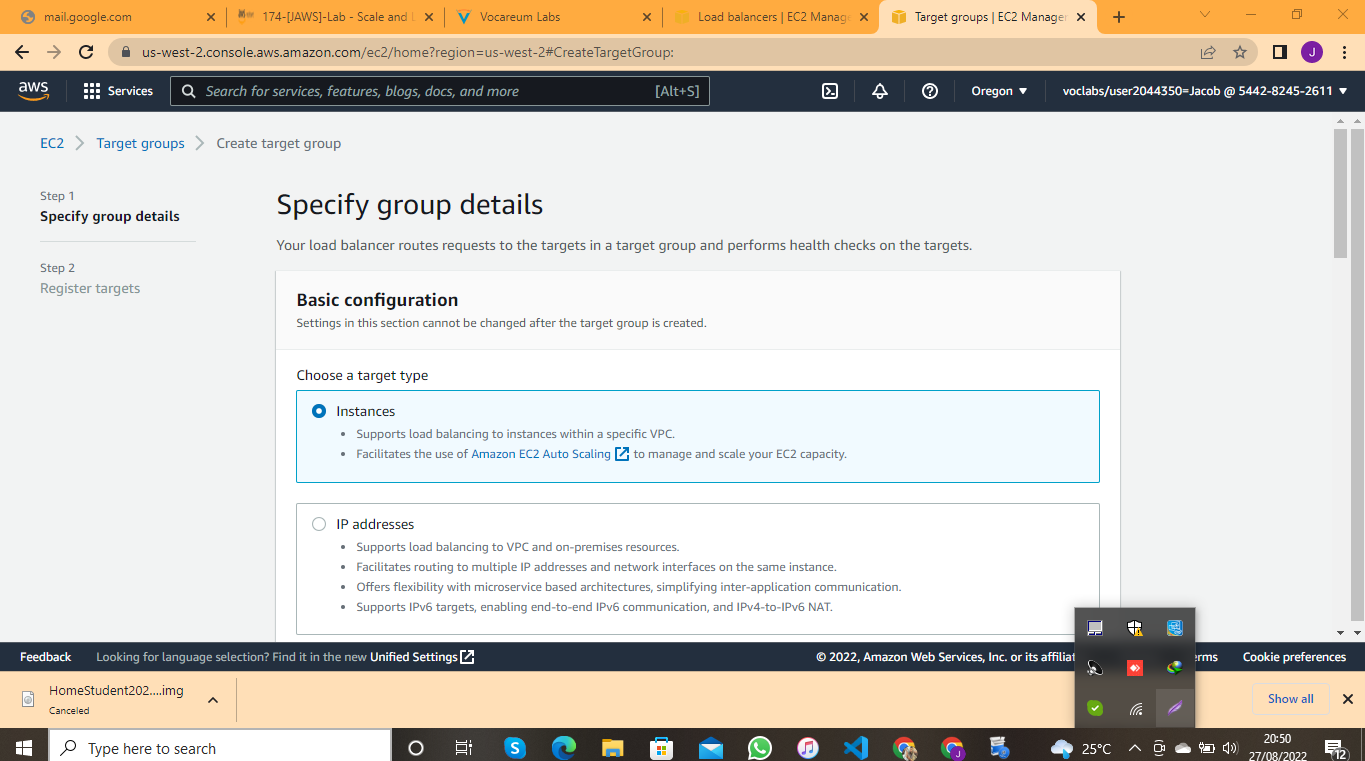 mail.google.com
174-[JAWS]-Lab - Scale and L
Vocareum Labs
Load balancers | EC2 Manage
Target groups | EC2 Manager
us-west-2.console.aws.amazon.com/ec2/home?region=us-west-2#CreateTargetGroup:
J
aws
Services
Search for services, features, blogs, docs, and more
[Alt+S]
Oregon
voclabs/user2044350=Jacob @ 5442-8245-2611
EC2
Target groups
Create target group
Step 1
Specify group details
Step 2
Register targets
Specify group details
Your load balancer routes requests to the targets in a target group and performs health checks on the targets.
Basic configuration
Settings in this section cannot be changed after the target group is created.
Choose a target type
Instances
• Supports load balancing to instances within a specific VPC.
• Facilitates the use of Amazon EC2 Auto Scaling to manage and scale your EC2 capacity.
IP addresses
• Supports load balancing to VPC and on-premises resources.
• Facilitates routing to multiple IP addresses and network interfaces on the same instance.
• Offers flexibility with microservice based architectures, simplifying inter-application communication.
• Supports IPv6 targets, enabling end-to-end IPv6 communication, and IPv4-to-IPv6 NAT.
Feedback
Looking for language selection? Find it in the new Unified Settings
© 2022, Amazon Web Services, Inc. or its affiliat
rms
Cookie preferences
HomeStudent202....img
Canceled
Show all
Type here to search
25°C
20:50
27/08/2022
12